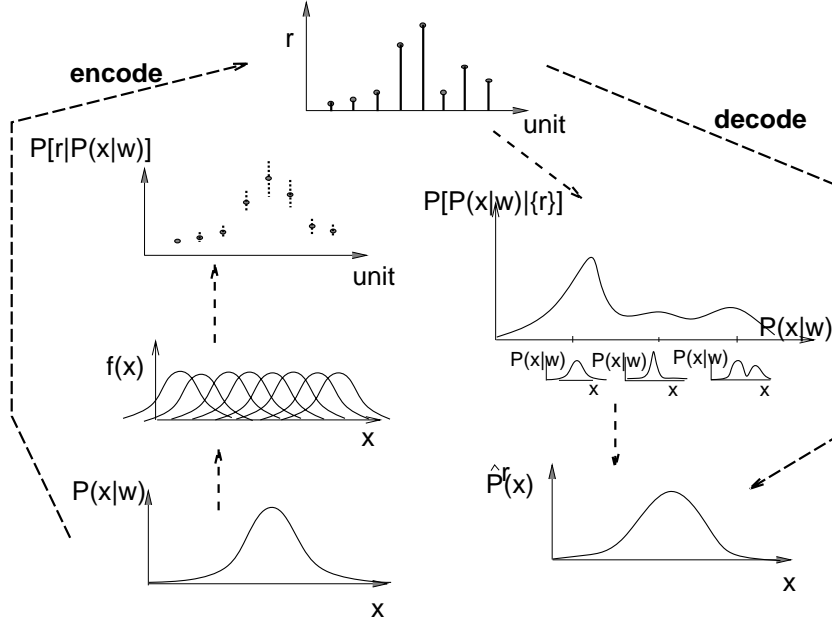 r
encode
unit
decode
P[r|P(x|w)]
unit
P[P(x|w)|{r}]
P(x|w)
f(x)
x
P(x|w) P(x|w) P(x|w)
x x x
P(x|w)
x
P̂ʳ(x)
x